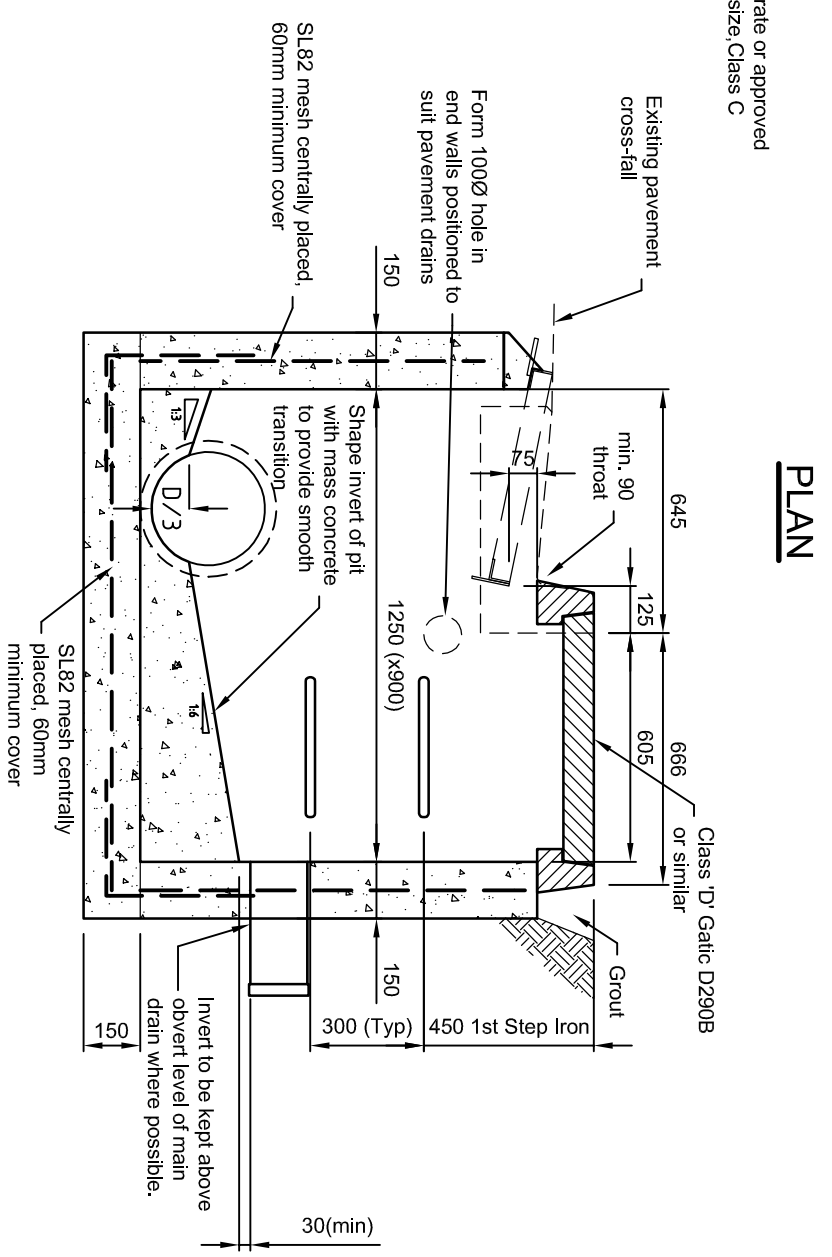 rate or approved
size,Class C
PLAN
Existing pavement
cross-fall
Form 100Ø hole in
end walls positioned to
suit pavement drains
SL82 mesh centrally placed,
60mm minimum cover
150
645
min. 90
throat
75
125
666
605
Class 'D' Gatic D290B
or similar
Grout
1250 (x900)
Shape invert of pit
with mass concrete
to provide smooth
transition
1:3
D/3
1:6
SL82 mesh centrally
placed, 60mm
minimum cover
150
450 1st Step Iron
300 (Typ)
150
Invert to be kept above
obvert level of main
drain where possible.
30(min)